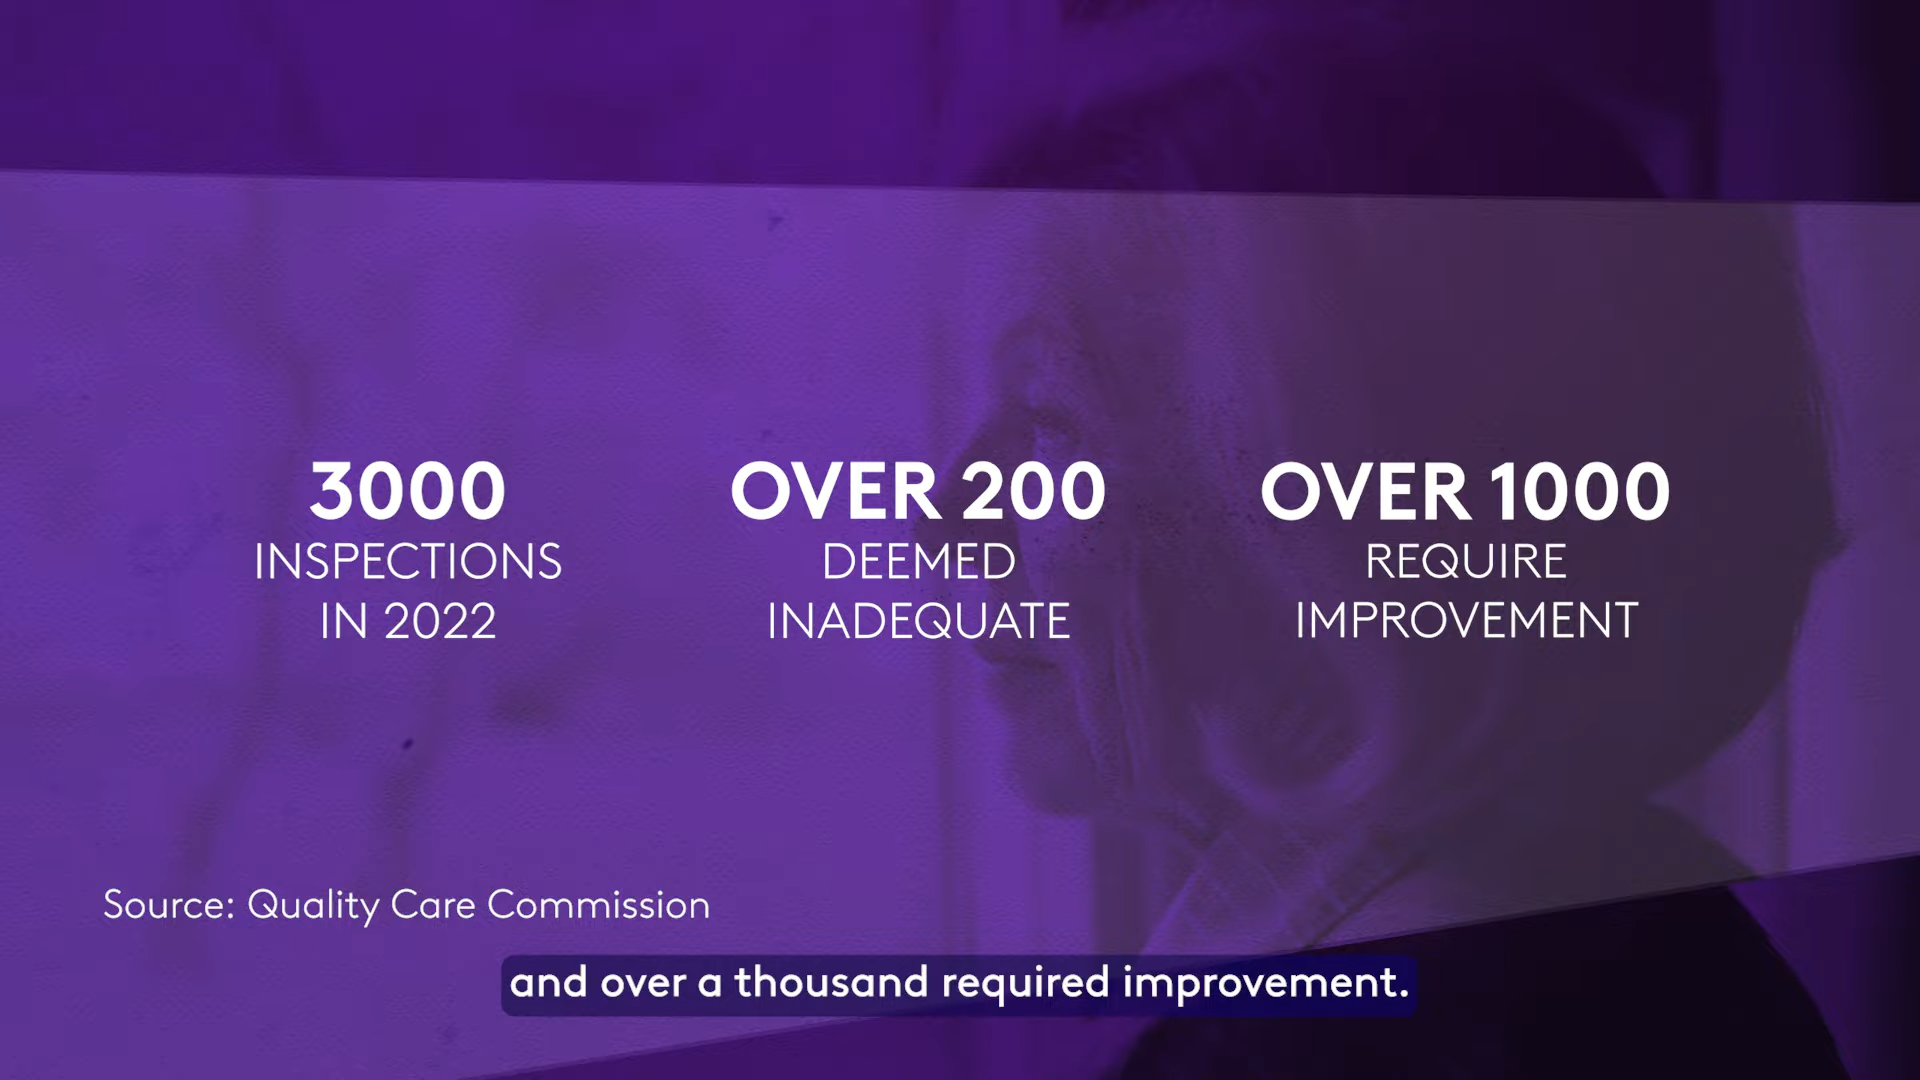 3000
INSPECTIONS
IN 2022
OVER 200
DEEMED
INADEQUATE
OVER 1000
REQUIRE
IMPROVEMENT
Source: Quality Care Commission
and over a thousand required improvement.